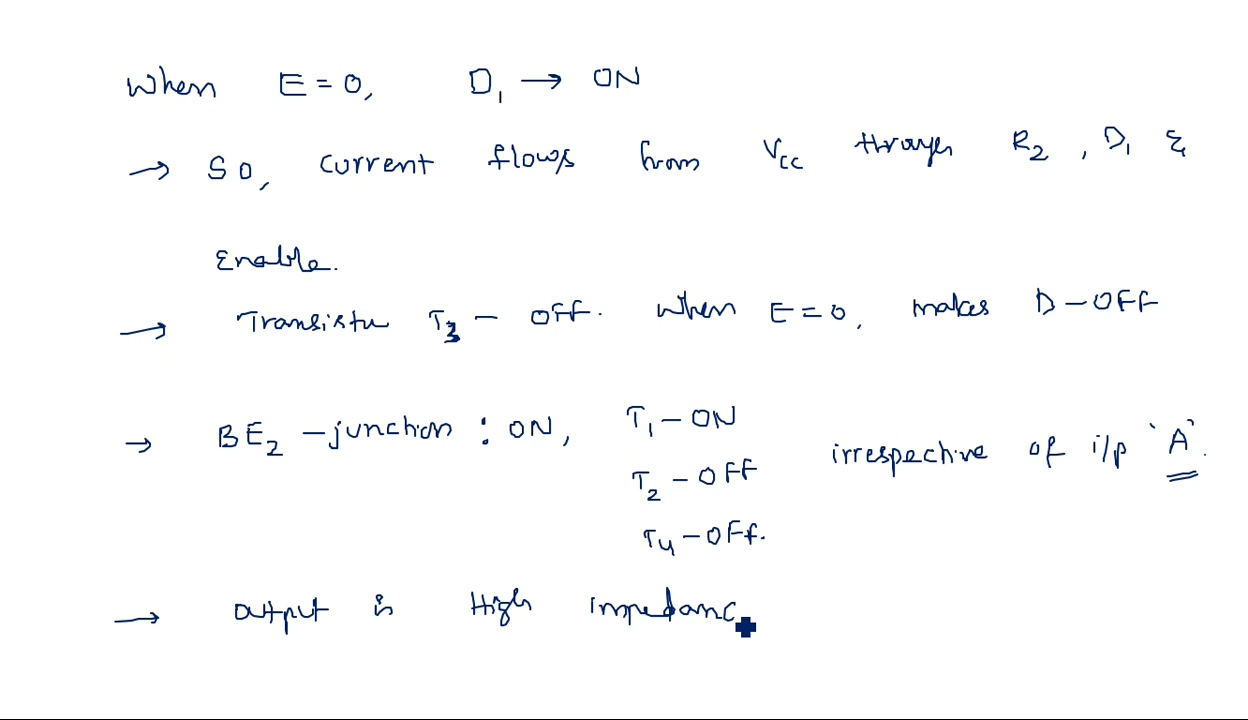 When E = 0, D1 → ON
→ SO, current flows from Vcc through R2, D1 &
Enable.
→ Transistor T3 - OFF. When E = 0, makes D - OFF
→ BE2 - junction : ON, T1 - ON
T2 - OFF irrespective of i/p 'A'.
T4 - OFF.
→ output is High Impedanc